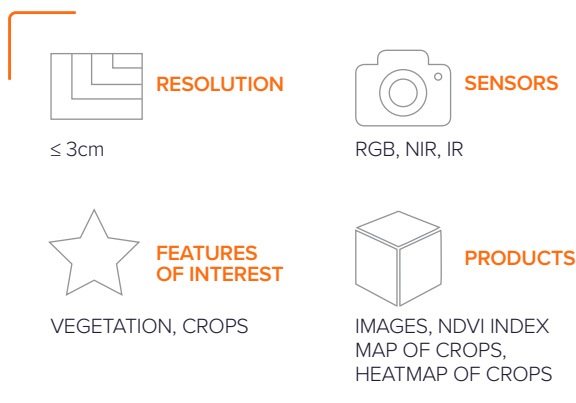 RESOLUTION
≤ 3cm
SENSORS
RGB, NIR, IR
FEATURES
OF INTEREST
VEGETATION, CROPS
PRODUCTS
IMAGES, NDVI INDEX
MAP OF CROPS,
HEATMAP OF CROPS